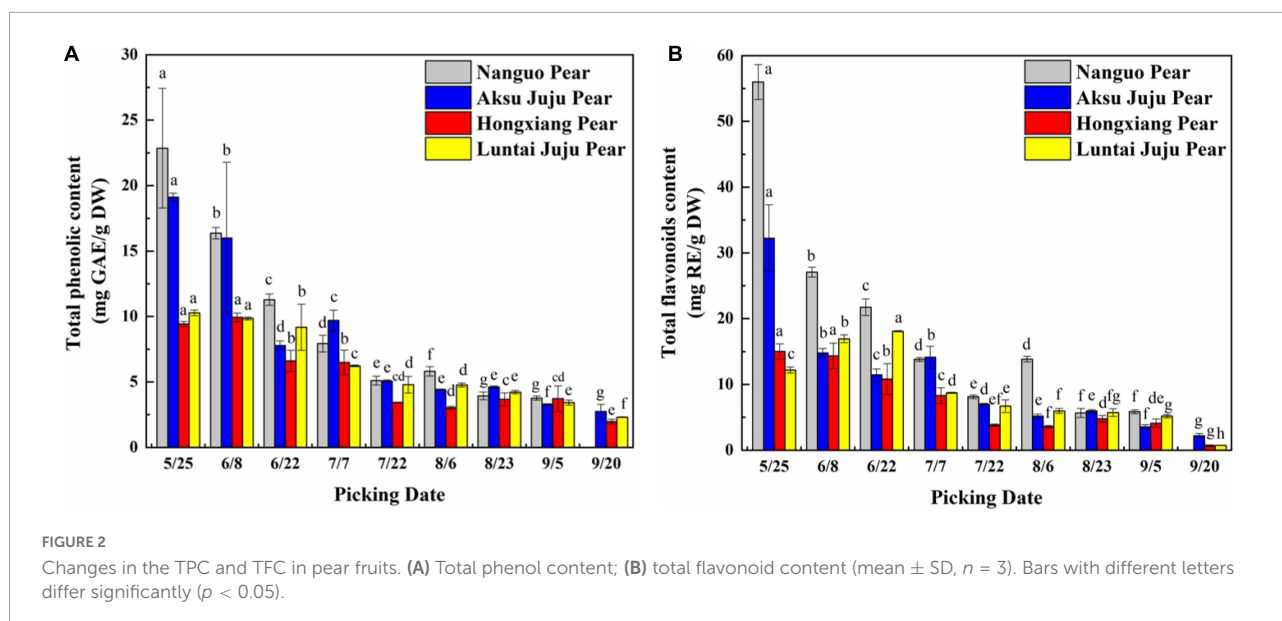 A
Total phenolic content
(mg GAE/g DW)
30
25
20
15
10
5
0
Nanguo Pear
Aksu Juju Pear
Hongxiang Pear
Luntai Juju Pear
a a a a
b b a a
c d b b
d c b c
e e cd d
f e d d
g e c e
g f cd f
g e f
5/25 6/8 6/22 7/7 7/22 8/6 8/23 9/5 9/20
Picking Date
B
Total flavonoids content
(mg RE/g DW)
60
50
40
30
20
10
0
Nanguo Pear
Aksu Juju Pear
Hongxiang Pear
Luntai Juju Pear
a a a c
b b a b
c c b a
d b c d
e d ef e
d e f f
f e d fg
f f de g
g g h
5/25 6/8 6/22 7/7 7/22 8/6 8/23 9/5 9/20
Picking Date
FIGURE 2
Changes in the TPC and TFC in pear fruits. (A) Total phenol content; (B) total flavonoid content (mean ± SD, n = 3). Bars with different letters
differ significantly (p < 0.05).